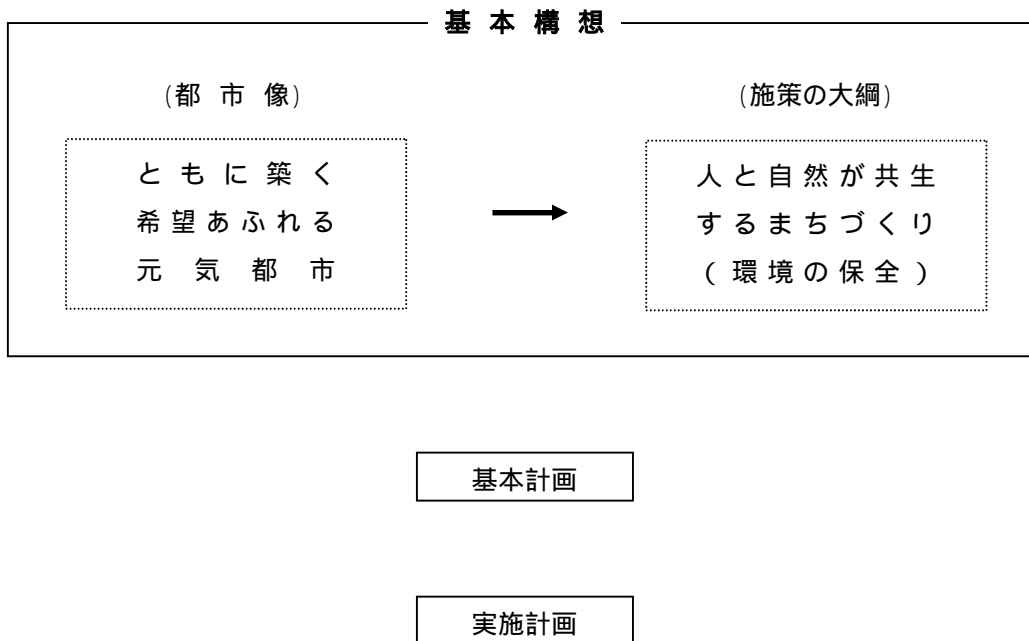 基本構想
(都市像)
ともに築く
希望あふれる
元気都市
(施策の大綱)
人と自然が共生
するまちづくり
(環境の保全)
基本計画
実施計画